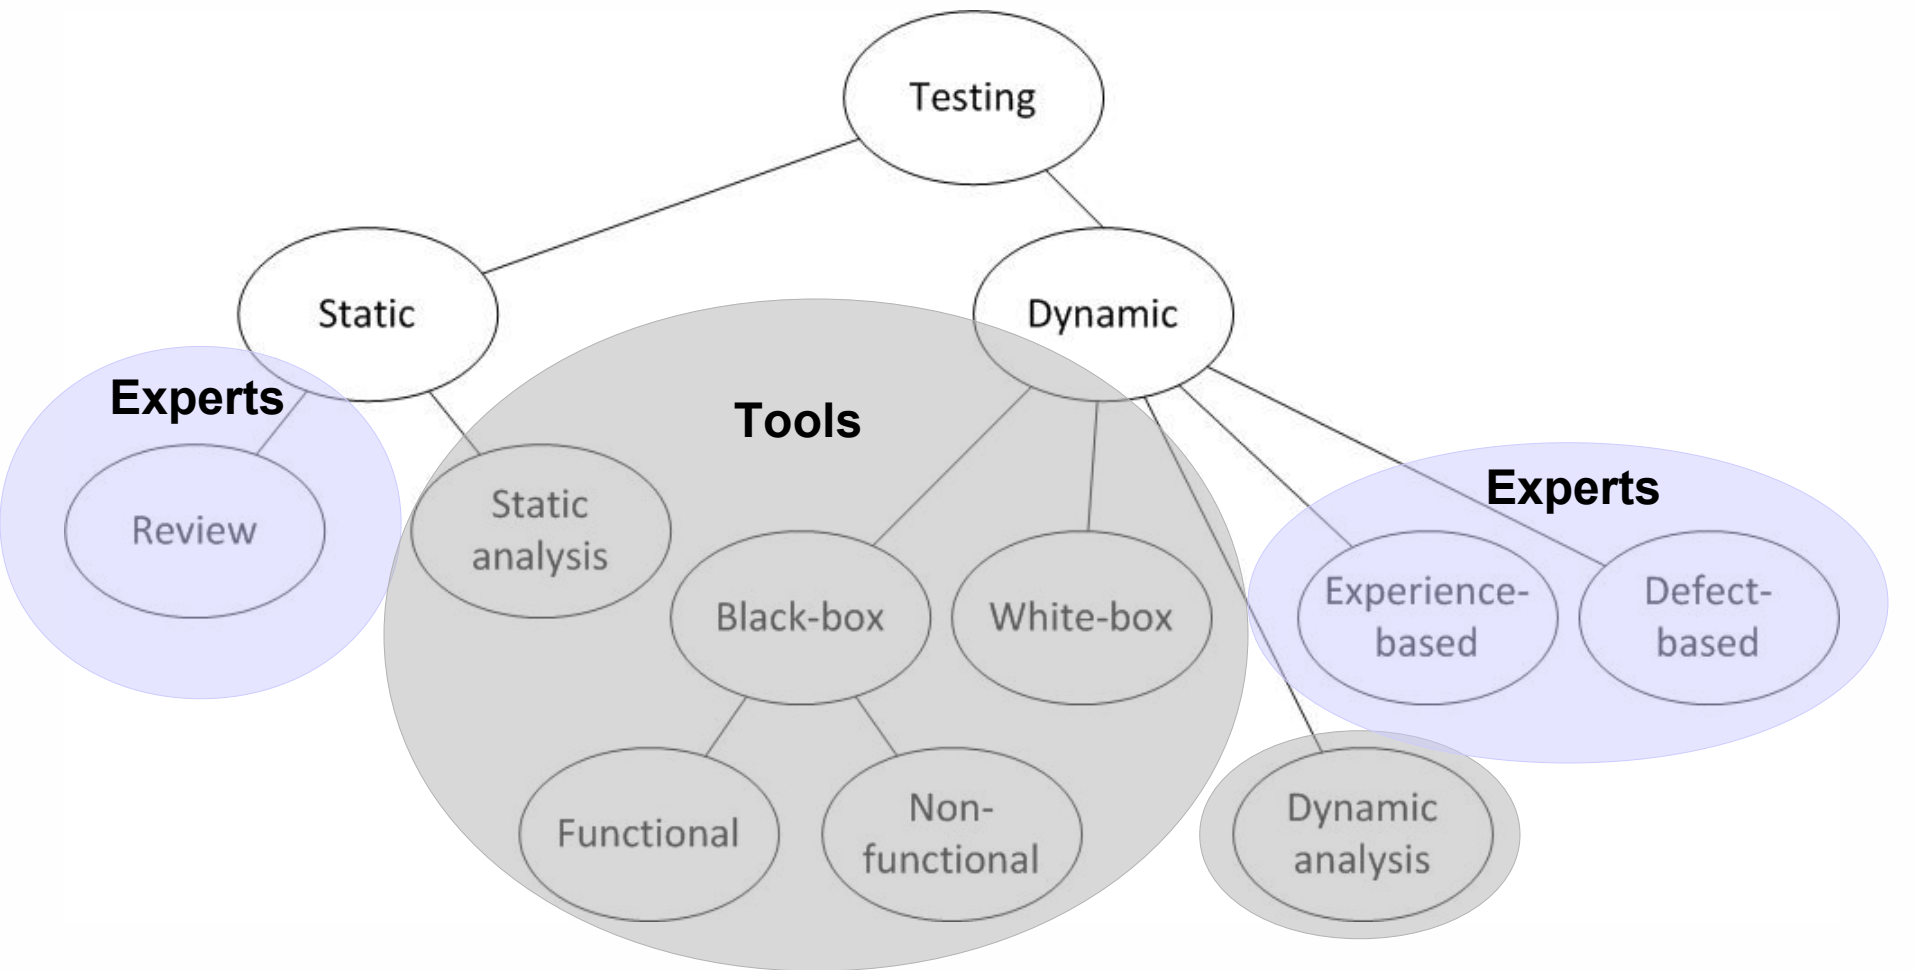 Testing
Static
Dynamic
Experts
Tools
Experts
Review
Static
analysis
Black-box
White-box
Experience-
based
Defect-
based
Functional
Non-
functional
Dynamic
analysis